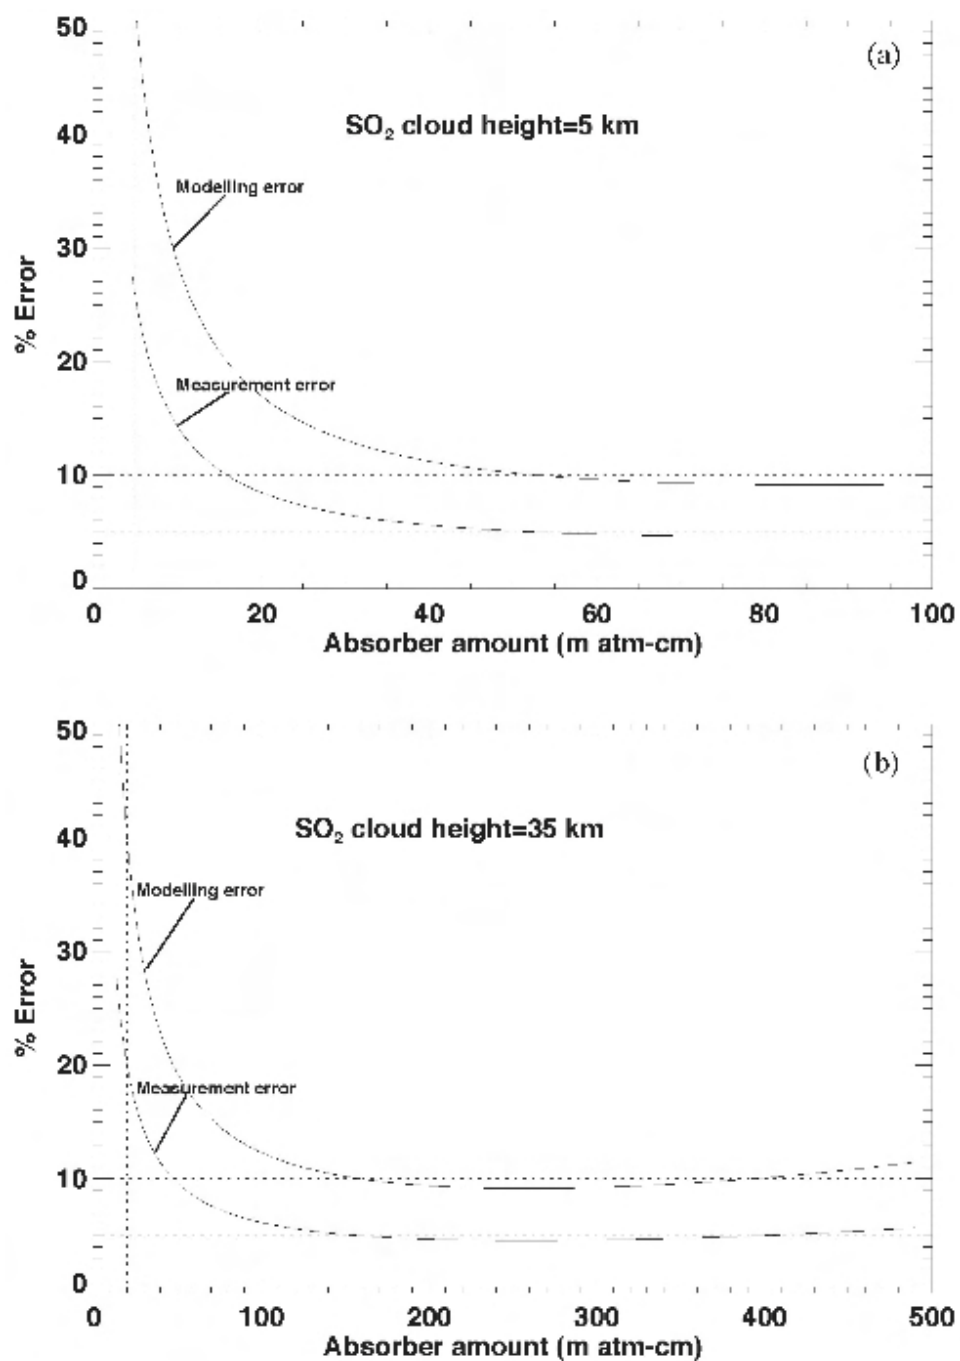 50
(a)
SO₂ cloud height=5 km
40
Modelling error
30
% Error
20
Measurement error
10
0
0 20 40 60 80 100
Absorber amount (m atm-cm)
50
(b)
SO₂ cloud height=35 km
40
Modelling error
30
% Error
20
Measurement error
10
0
0 100 200 300 400 500
Absorber amount (m atm-cm)